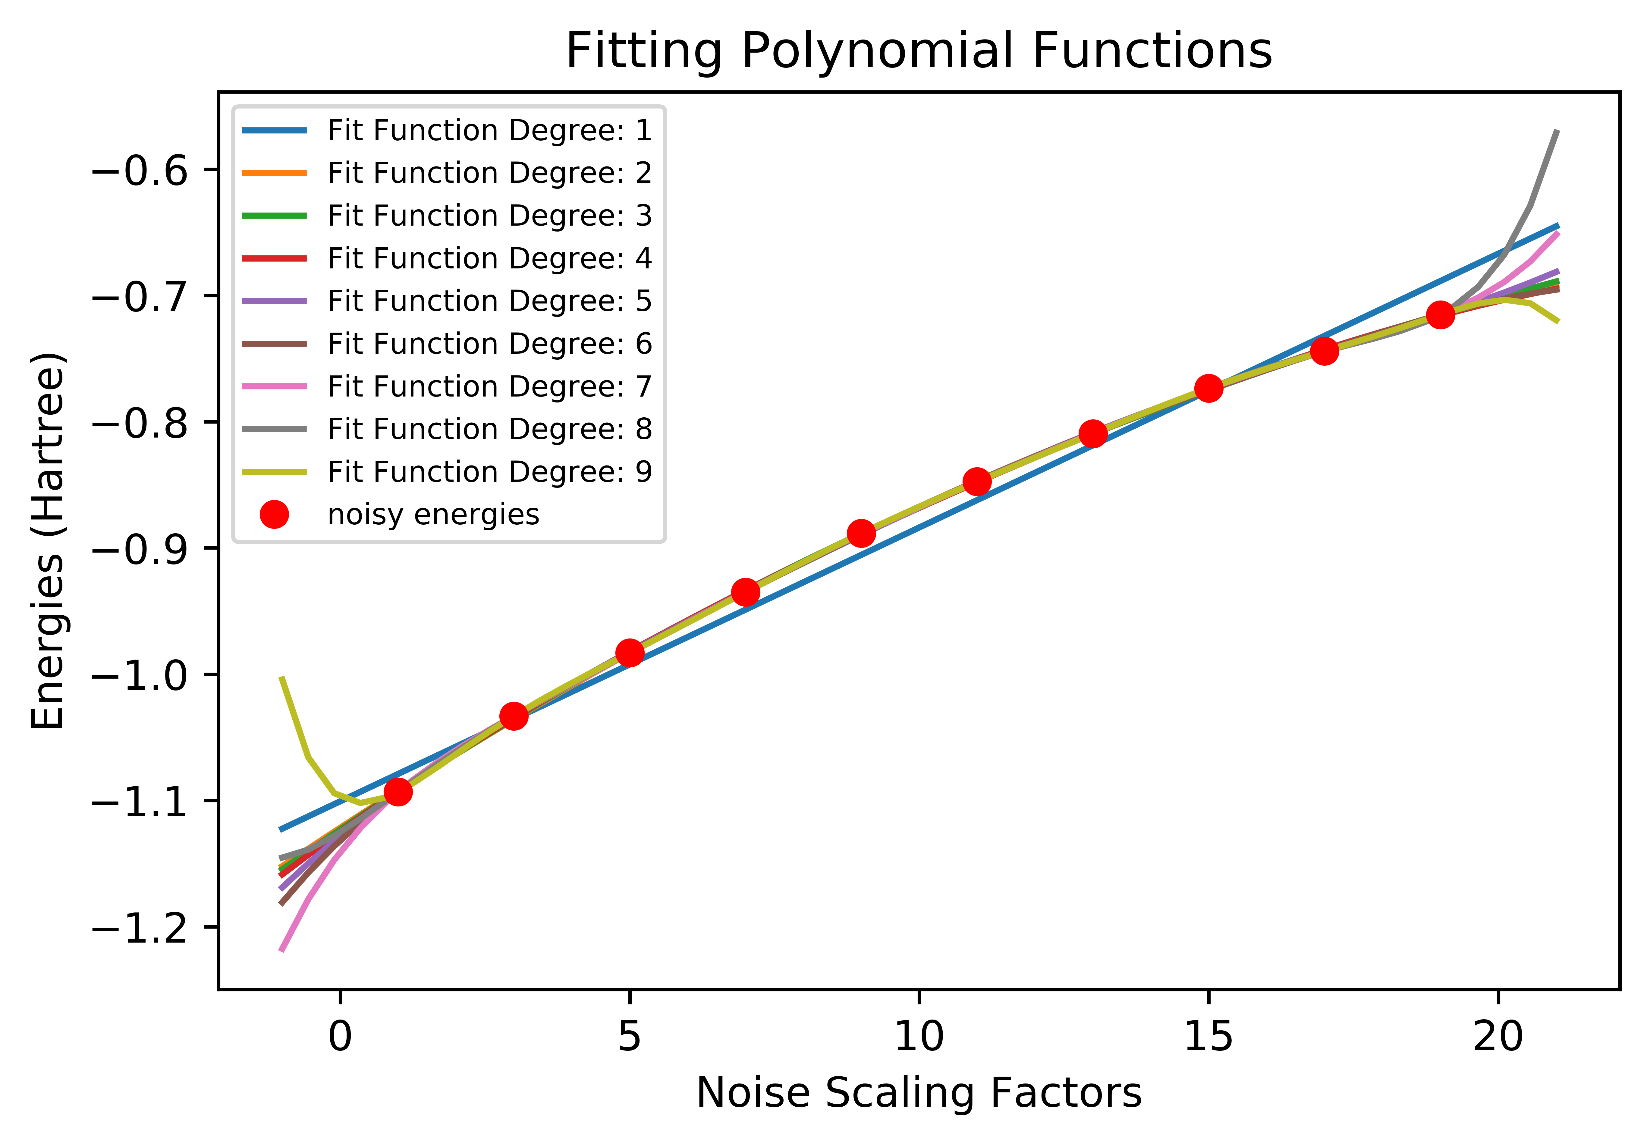 Fitting Polynomial Functions
Fit Function Degree: 1
Fit Function Degree: 2
Fit Function Degree: 3
Fit Function Degree: 4
Fit Function Degree: 5
Fit Function Degree: 6
Fit Function Degree: 7
Fit Function Degree: 8
Fit Function Degree: 9
noisy energies
Energies (Hartree)
−0.6
−0.7
−0.8
−0.9
−1.0
−1.1
−1.2
0 5 10 15 20
Noise Scaling Factors